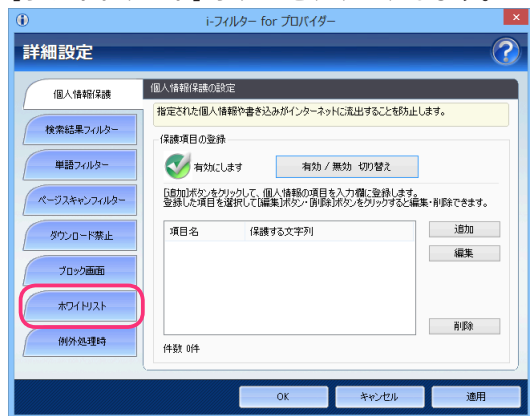 i-フィルター for プロバイダー
詳細設定
個人情報保護
検索結果フィルター
単語フィルター
ページスキャンフィルター
ダウンロード禁止
ブロック画面
ホワイトリスト
例外処理時
個人情報保護の設定
指定された個人情報や書き込みがインターネットに流出することを防止します。
保護項目の登録
有効にします
有効 / 無効 切り替え
[追加]ボタンをクリックして、個人情報の項目を入力欄に登録します。
登録した項目を選択して[編集]ボタン・[削除]ボタンをクリックすると編集・削除できます。
項目名 保護する文字列
追加
編集
削除
件数 0件
OK
キャンセル
適用